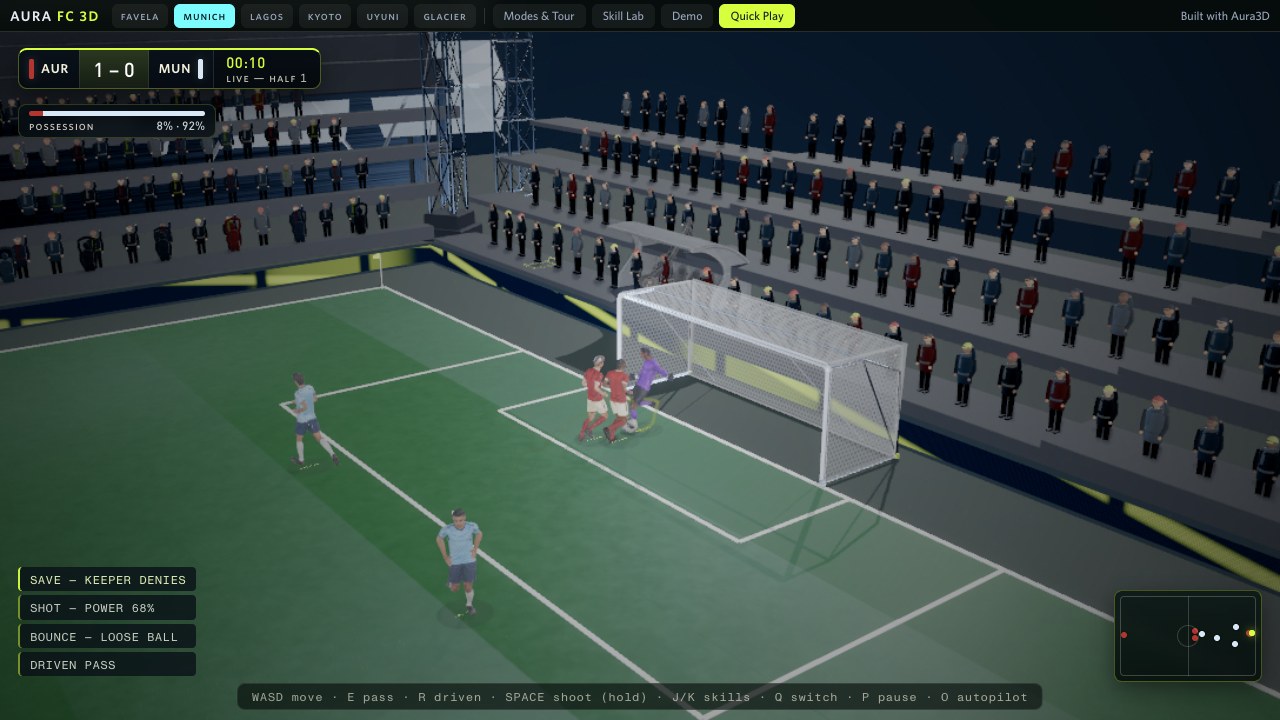 AURA FC 3D FAVELA MUNICH LAGOS KYOTO UYUNI GLACIER Modes & Tour Skill Lab Demo Quick Play Built with Aura3D
AUR 1 – 0 MUN 00:10
LIVE — HALF 1
POSSESSION 8% · 92%
SAVE — KEEPER DENIES
SHOT — POWER 68%
BOUNCE — LOOSE BALL
DRIVEN PASS
WASD move · E pass · R driven · SPACE shoot (hold) · J/K skills · Q switch · P pause · O autopilot